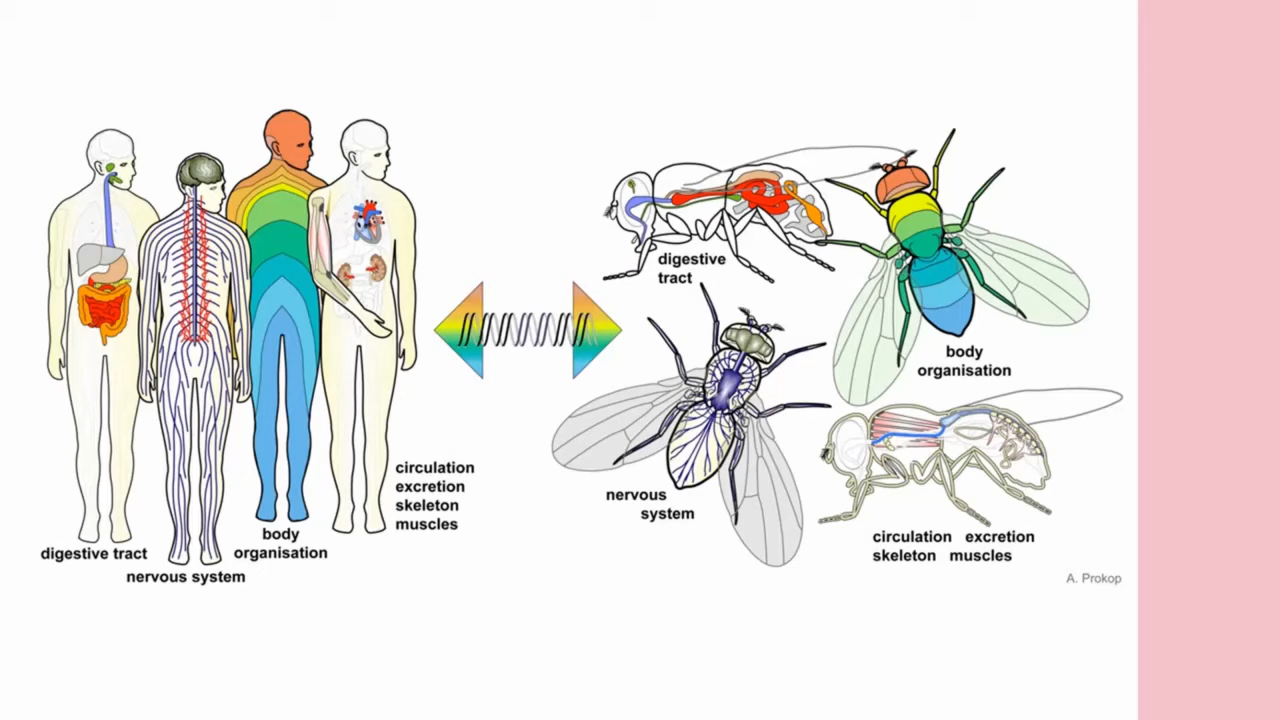 digestive tract
nervous system
body
organisation
circulation
excretion
skeleton
muscles
digestive
tract
body
organisation
nervous
system
circulation excretion
skeleton muscles
A. Prokop